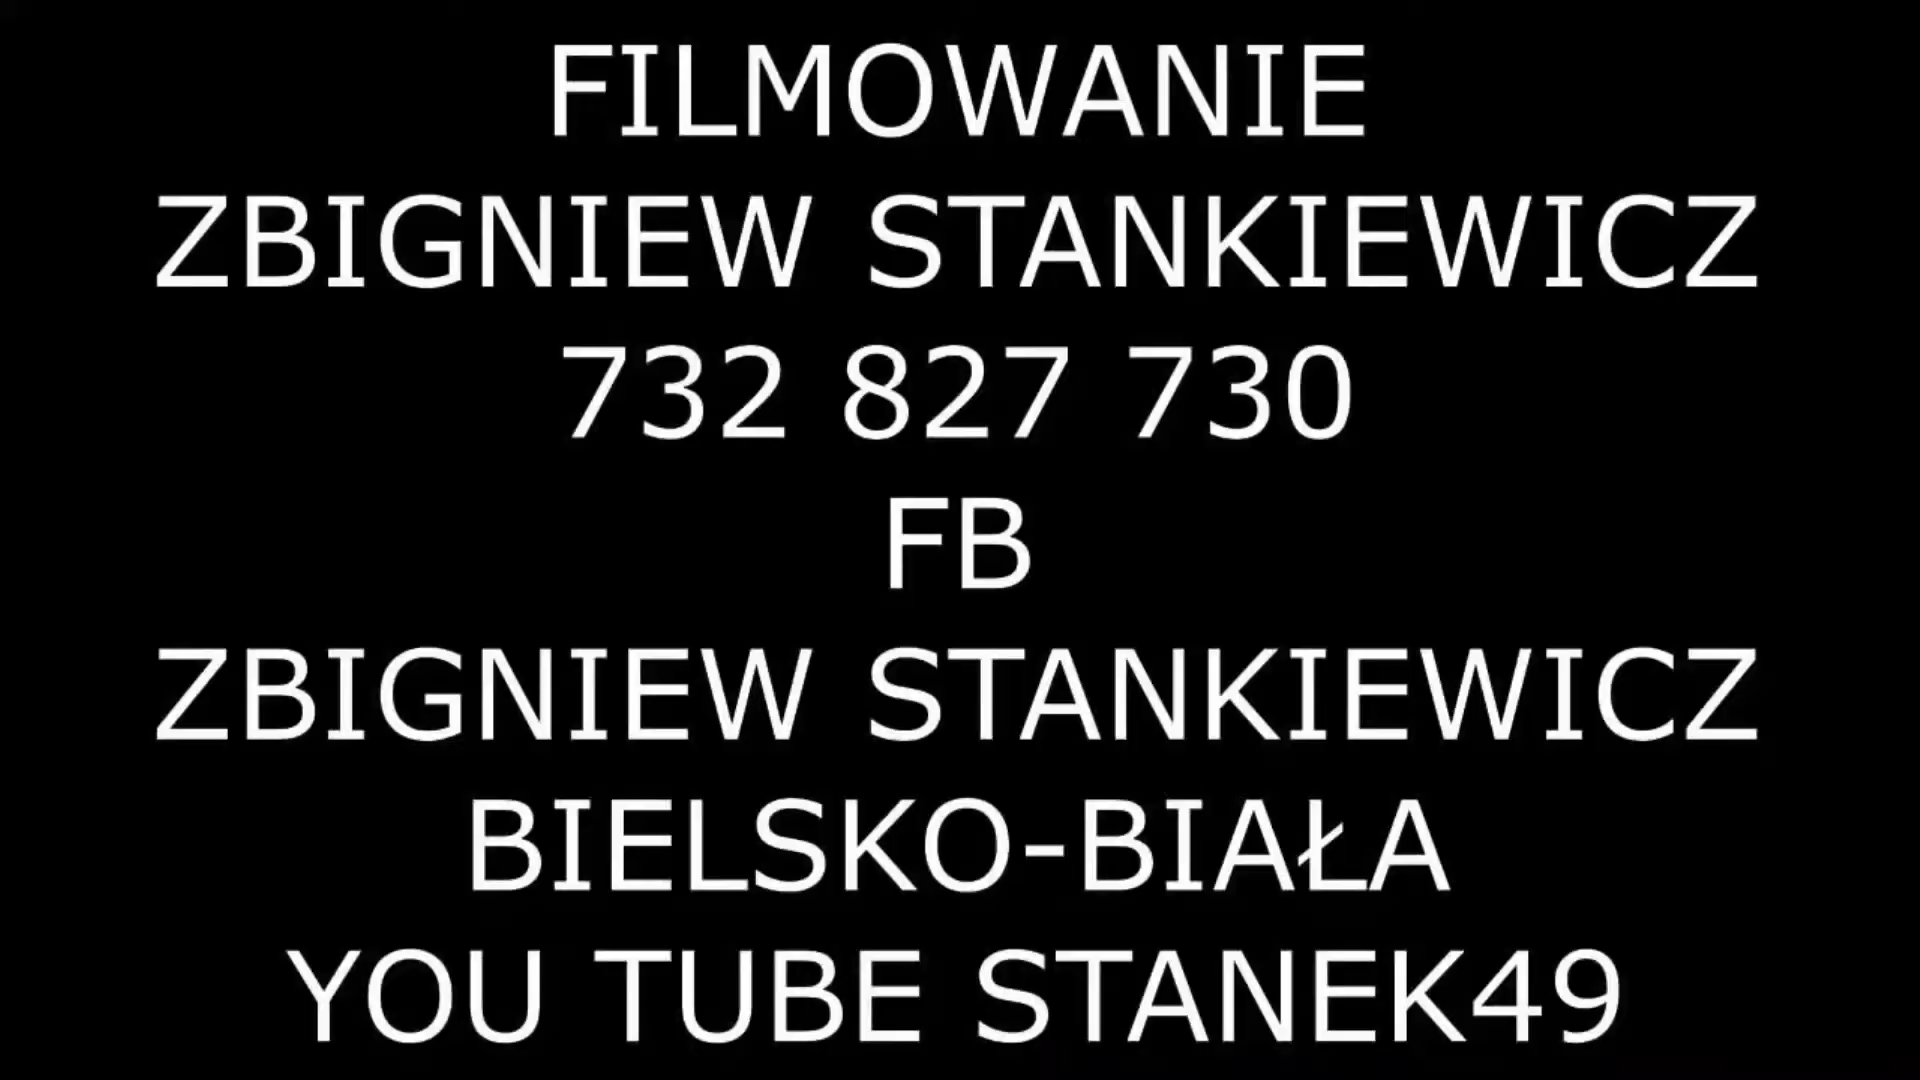 FILMOWANIE
ZBIGNIEW STANKIEWICZ
732 827 730
FB
ZBIGNIEW STANKIEWICZ
BIELSKO-BIAŁA
YOU TUBE STANEK49